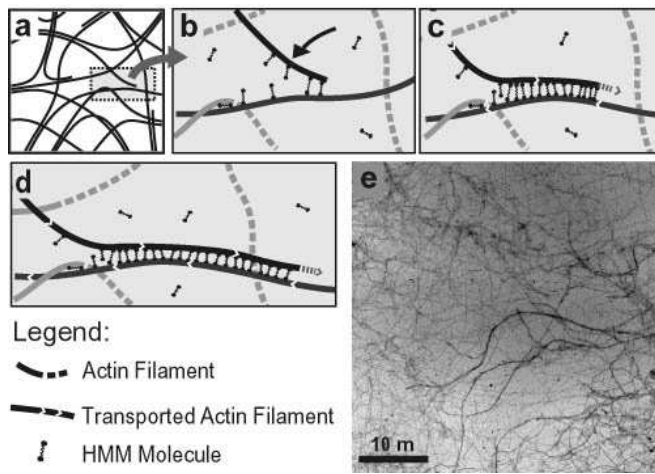 a
b
c
d
e
Legend:
Actin Filament
Transported Actin Filament
HMM Molecule
10 m